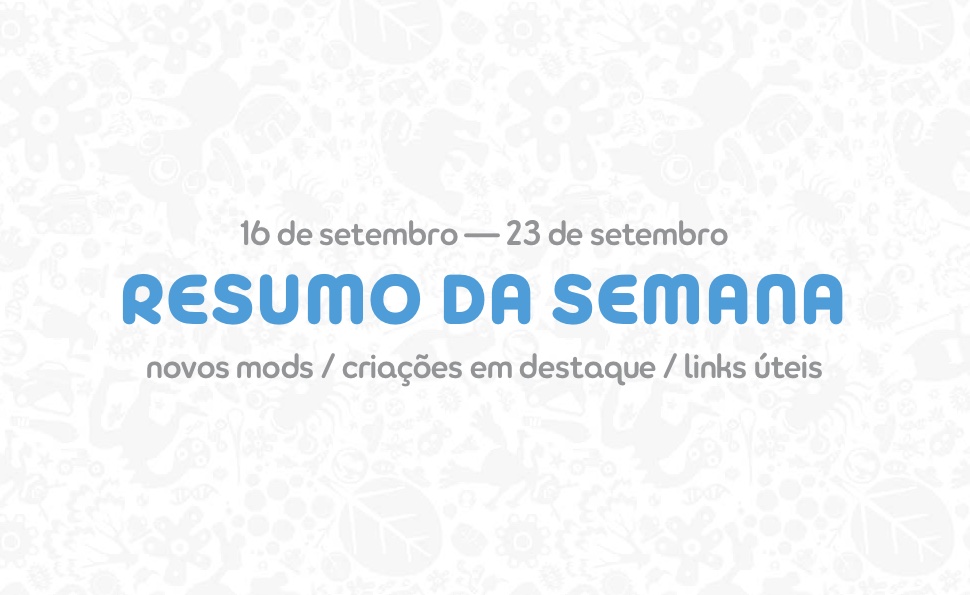 16 de setembro — 23 de setembro
RESUMO DA SEMANA
novos mods / criações em destaque / links úteis